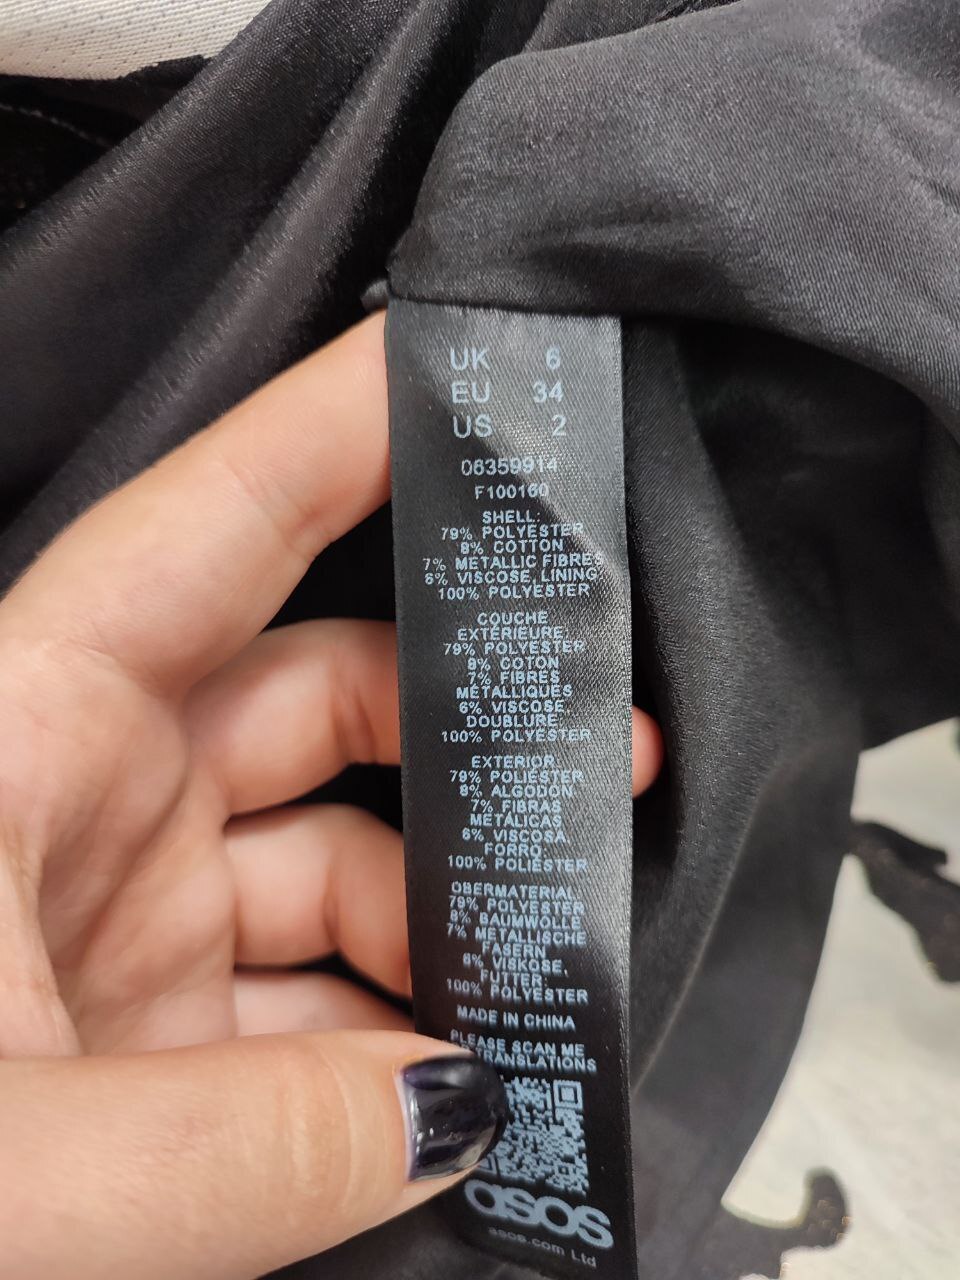 UK 6
EU 34
US 2
06359914
F100160
SHELL:
79% POLYESTER
8% COTTON
7% METALLIC FIBRES
6% VISCOSE, LINING:
100% POLYESTER
COUCHE
EXTÉRIEURE:
79% POLYESTER
8% COTON
7% FIBRES
MÉTALLIQUES
6% VISCOSE,
DOUBLURE:
100% POLYESTER
EXTERIOR:
79% POLIÉSTER
8% ALGODÓN
7% FIBRAS
METÁLICAS
6% VISCOSA,
FORRO:
100% POLIÉSTER
OBERMATERIAL:
79% POLYESTER
8% BAUMWOLLE
7% METALLISCHE
FASERN
6% VISKOSE,
FUTTER:
100% POLYESTER
MADE IN CHINA
PLEASE SCAN ME
TRANSLATIONS
asos
asos.com Ltd